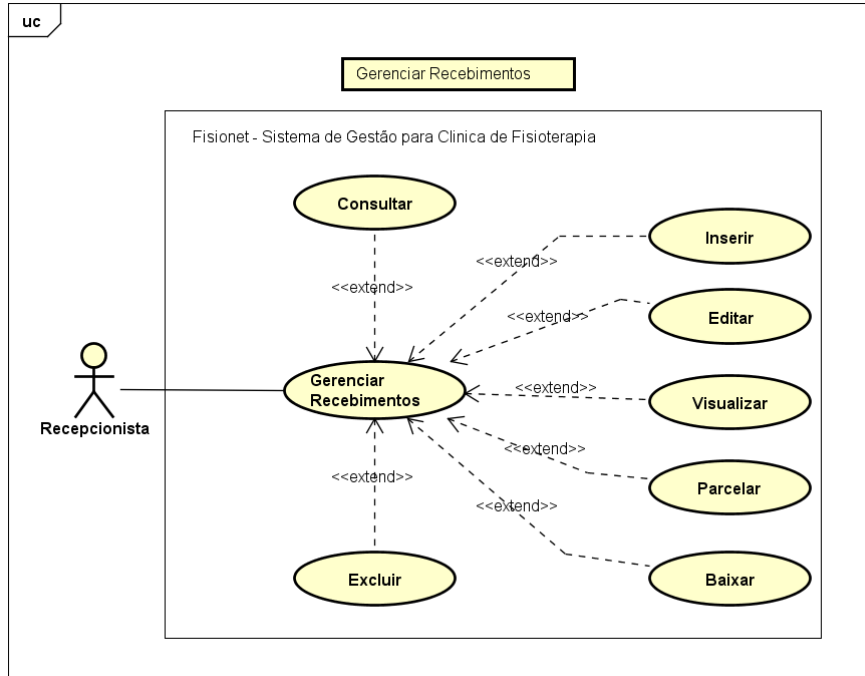 uc
Gerenciar Recebimentos
Fisionet - Sistema de Gestão para Clinica de Fisioterapia
Consultar
Inserir
<<extend>>
<<extend>>
Editar
<<extend>>
Gerenciar
Recebimentos
<<extend>>
Visualizar
Recepcionista
<<extend>>
Parcelar
<<extend>>
<<extend>>
Excluir
Baixar